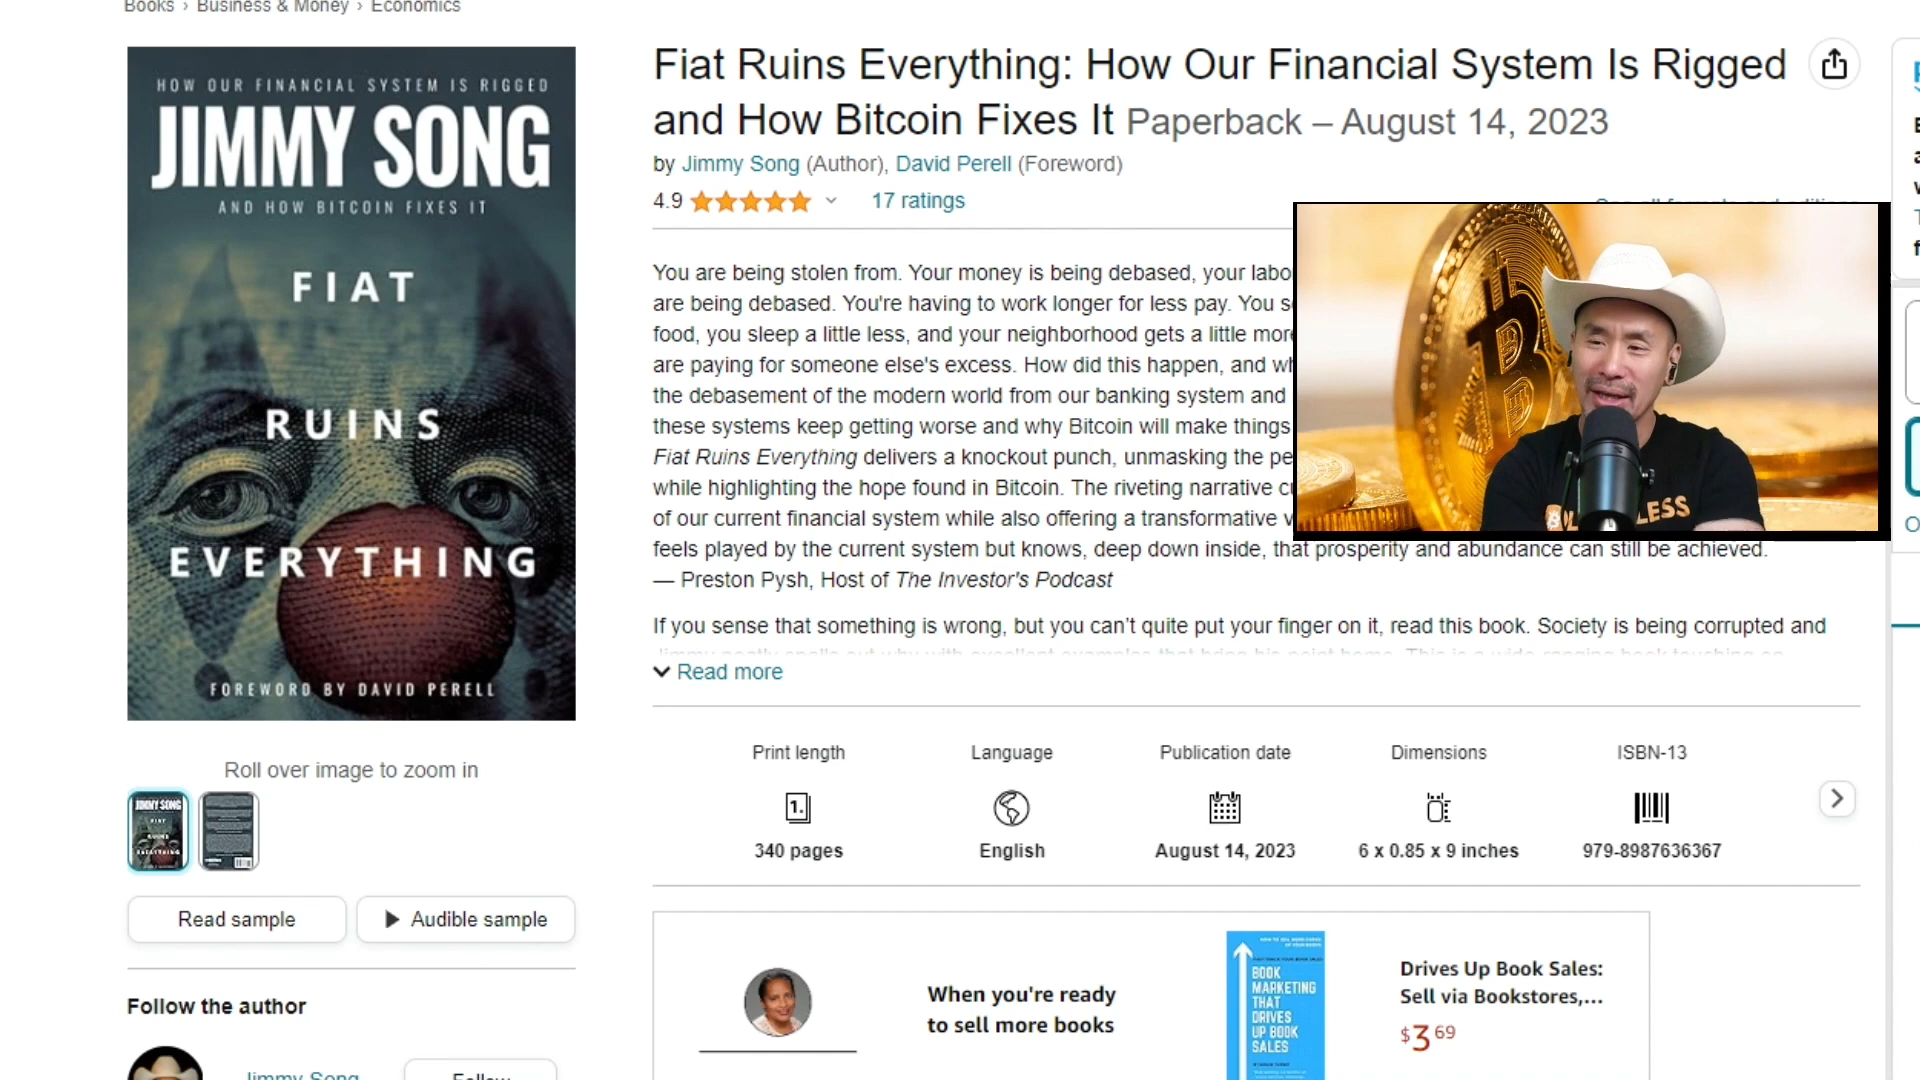 Books › Business & Money › Economics
HOW OUR FINANCIAL SYSTEM IS RIGGED
JIMMY SONG
AND HOW BITCOIN FIXES IT
FIAT
RUINS
EVERYTHING
FOREWORD BY DAVID PERELL
Roll over image to zoom in
Read sample
Audible sample
Follow the author
Jimmy Song
Follow
Fiat Ruins Everything: How Our Financial System Is Rigged
and How Bitcoin Fixes It Paperback – August 14, 2023
by Jimmy Song (Author), David Perell (Foreword)
4.9
17 ratings
You are being stolen from. Your money is being debased, your
are being debased. You're having to work longer for less pay. You
food, you sleep a little less, and your neighborhood gets a little
are paying for someone else's excess. How did this happen, and
the debasement of the modern world from our banking system and
these systems keep getting worse and why Bitcoin will make things
Fiat Ruins Everything delivers a knockout punch, unmasking the
while highlighting the hope found in Bitcoin. The riveting narrative
of our current financial system while also offering a transformative
feels played by the current system but knows, deep down inside, that prosperity and abundance can still be achieved.
— Preston Pysh, Host of The Investor's Podcast
If you sense that something is wrong, but you can’t quite put your finger on it, read this book. Society is being corrupted and
Read more
Print length
Language
Publication date
Dimensions
ISBN-13
340 pages
English
August 14, 2023
6 x 0.85 x 9 inches
979-8987636367
When you're ready
to sell more books
BOOK
MARKETING
THAT
DRIVES
UP BOOK
SALES
Drives Up Book Sales:
Sell via Bookstores,...
$3 69